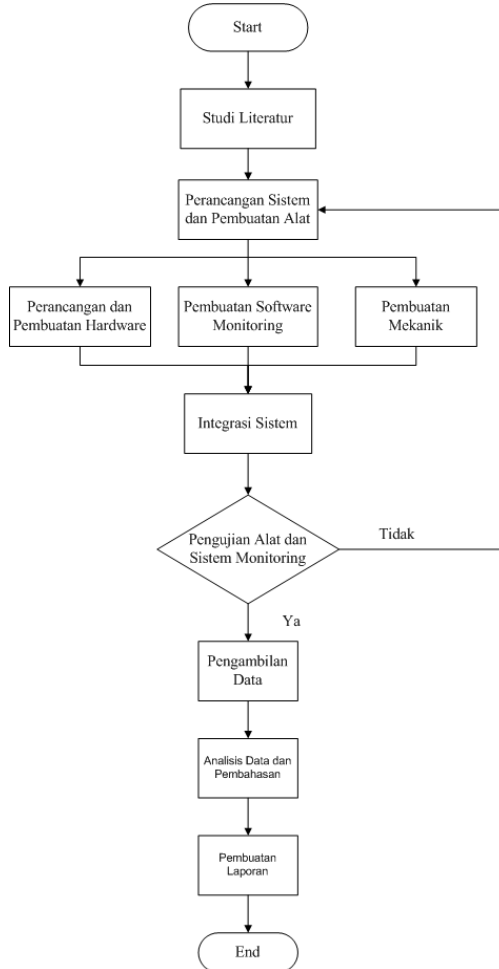 Start
Studi Literatur
Perancangan Sistem
dan Pembuatan Alat
Perancangan dan
Pembuatan Hardware
Pembuatan Software
Monitoring
Pembuatan
Mekanik
Integrasi Sistem
Pengujian Alat dan
Sistem Monitoring
Tidak
Ya
Pengambilan
Data
Analisis Data dan
Pembahasan
Pembuatan
Laporan
End